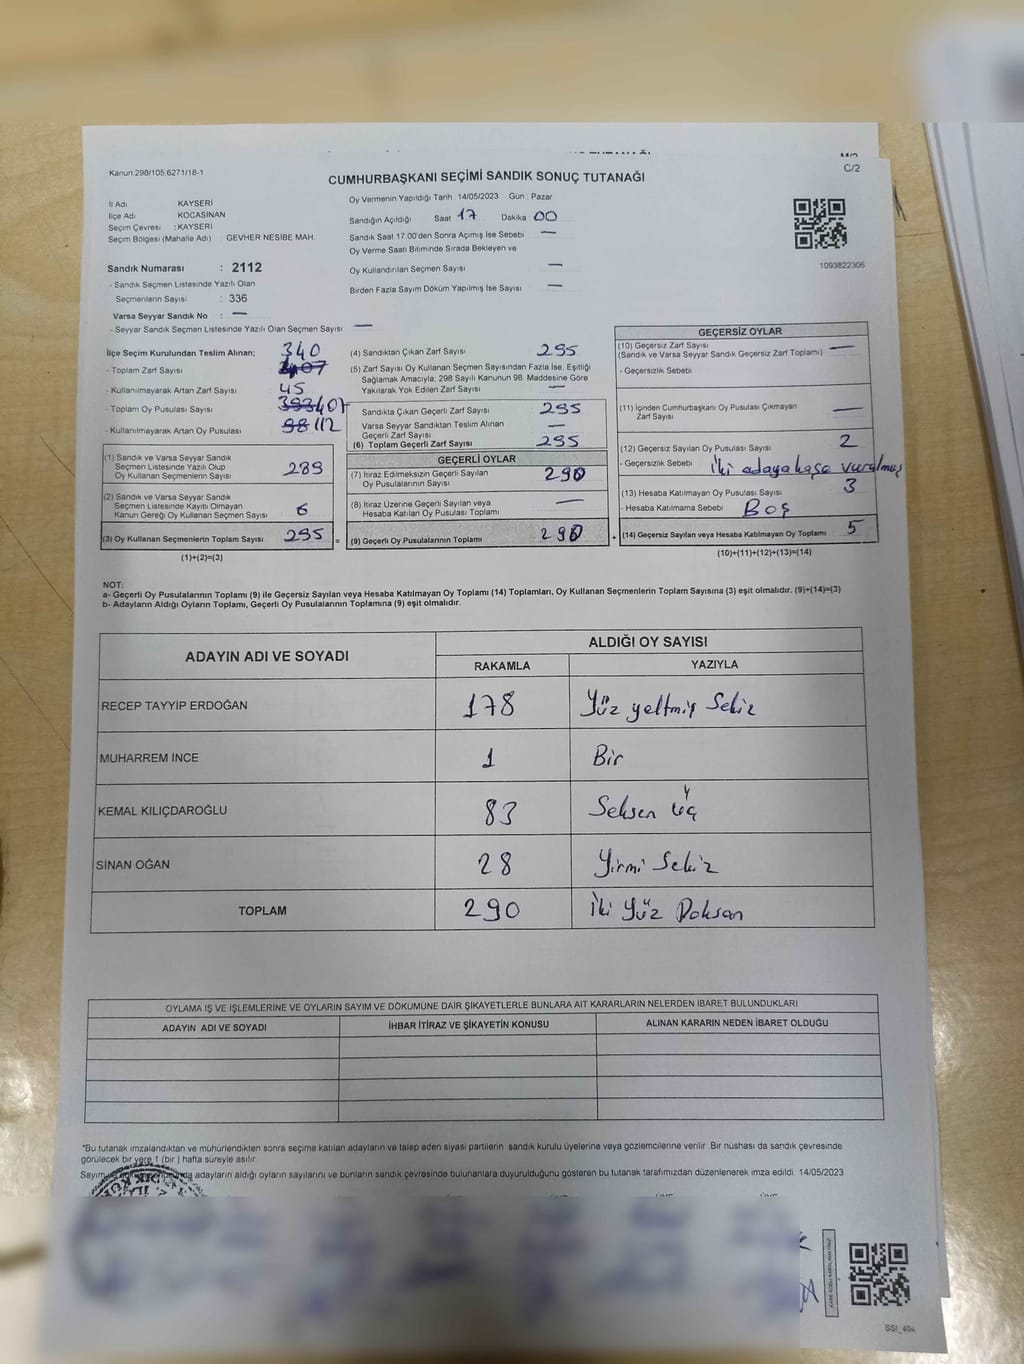 Kanun 298/105 6271/18-1
C/2
CUMHURBAŞKANI SEÇİMİ SANDIK SONUÇ TUTANAĞI
İl Adı KAYSERİ
İlçe Adı KOCASİNAN
Seçim Çevresi : KAYSERİ
Seçim Bölgesi (Mahalle Adı) GEVHER NESİBE MAH.
Oy Vermenin Yapıldığı Tarih 14/05/2023 Gün : Pazar
Sandığın Açıldığı Saat 17 Dakika 00
Sandık Saat 17.00'den Sonra Açmış İse Sebebi —
Oy Verme Saati Bitiminde Sırada Bekleyen ve
Oy Kullandırılan Seçmen Sayısı —
Birden Fazla Sayım Döküm Yapılmış İse Sayısı —
1093822306
Sandık Numarası : 2112
- Sandık Seçmen Listesinde Yazılı Olan
Seçmenlerin Sayısı : 336
Varsa Seyyar Sandık No : —
- Seyyar Sandık Seçmen Listesinde Yazılı Olan Seçmen Sayısı —
İlçe Seçim Kurulundan Teslim Alınan; 340
- Toplam Zarf Sayısı
- Kullanılmayarak Artan Zarf Sayısı 45
- Toplam Oy Pusulası Sayısı 393 407
- Kullanılmayarak Artan Oy Pusulası 98 112
(1) Sandık ve Varsa Seyyar Sandık
Seçmen Listesinde Yazılı Olup
Oy Kullanan Seçmenlerin Sayısı 289
(2) Sandık ve Varsa Seyyar Sandık
Seçmen Listesinde Kayıtlı Olmayan
Kanun Gereği Oy Kullanan Seçmen Sayısı 6
(3) Oy Kullanan Seçmenlerin Toplam Sayısı 295
=
(1)+(2)=(3)
(4) Sandıktan Çıkan Zarf Sayısı 295
(5) Zarf Sayısı Oy Kullanan Seçmen Sayısından Fazla İse, Eşitliği
Sağlamak Amacıyla, 298 Sayılı Kanunun 98. Maddesine Göre
Yakılarak Yok Edilen Zarf Sayısı —
Sandıkta Çıkan Geçerli Zarf Sayısı 295
Varsa Seyyar Sandıktan Teslim Alınan
Geçerli Zarf Sayısı —
(6) Toplam Geçerli Zarf Sayısı 295
GEÇERLİ OYLAR
(7) İtiraz Edilmeksizin Geçerli Sayılan
Oy Pusulalarının Sayısı 290
(8) İtiraz Üzerine Geçerli Sayılan veya
Hesaba Katılan Oy Pusulası Toplamı —
(9) Geçerli Oy Pusulalarının Toplamı 290
+
GEÇERSİZ OYLAR
(10) Geçersiz Zarf Sayısı —
(Sandık ve Varsa Seyyar Sandık Geçersiz Zarf Toplamı)
- Geçersizlik Sebebi
(11) İçinden Cumhurbaşkanı Oy Pusulası Çıkmayan
Zarf Sayısı —
(12) Geçersiz Sayılan Oy Pusulası Sayısı 2
- Geçersizlik Sebebi İki adaya kaşe vurulmuş
(13) Hesaba Katılmayan Oy Pusulası Sayısı 3
- Hesaba Katılmama Sebebi Boş
(14) Geçersiz Sayılan veya Hesaba Katılmayan Oy Toplamı 5
(10)+(11)+(12)+(13)=(14)
NOT:
a- Geçerli Oy Pusulalarının Toplamı (9) ile Geçersiz Sayılan veya Hesaba Katılmayan Oy Toplamı (14) Toplamları, Oy Kullanan Seçmenlerin Toplam Sayısına (3) eşit olmalıdır. (9)+(14)=(3)
b- Adayların Aldığı Oyların Toplamı, Geçerli Oy Pusulalarının Toplamına (9) eşit olmalıdır.
ADAYIN ADI VE SOYADI ALDIĞI OY SAYISI
RAKAMLA YAZIYLA
RECEP TAYYİP ERDOĞAN 178 Yüz yetmiş Sekiz
MUHARREM İNCE 1 Bir
KEMAL KILIÇDAROĞLU 83 Seksen Üç
SİNAN OĞAN 28 Yirmi Sekiz
TOPLAM 290 İki Yüz Doksan
OYLAMA İŞ VE İŞLEMLERİNE VE OYLARIN SAYIM VE DÖKÜMÜNE DAİR ŞİKAYETLERLE BUNLARA AİT KARARLARIN NELERDEN İBARET BULUNDUKLARI
ADAYIN ADI VE SOYADI İHBAR İTİRAZ VE ŞİKAYETİN KONUSU ALINAN KARARIN NEDEN İBARET OLDUĞU
*Bu tutanak imzalandıktan ve mühürlendikten sonra seçime katılan adayların ve talep eden siyasi partilerin sandık kurulu üyelerine veya gözlemcilerine verilir. Bir nüshası da sandık çevresinde
görülecek bir yere 1 (bir ) hafta süreyle asılır.
adayların aldığı oyların sayılarını ve bunların sandık çevresinde bulunanlara duyurulduğunu gösteren bu tutanak tarafımızdan düzenlenerek imza edildi. 14/05/2023
SSI_404